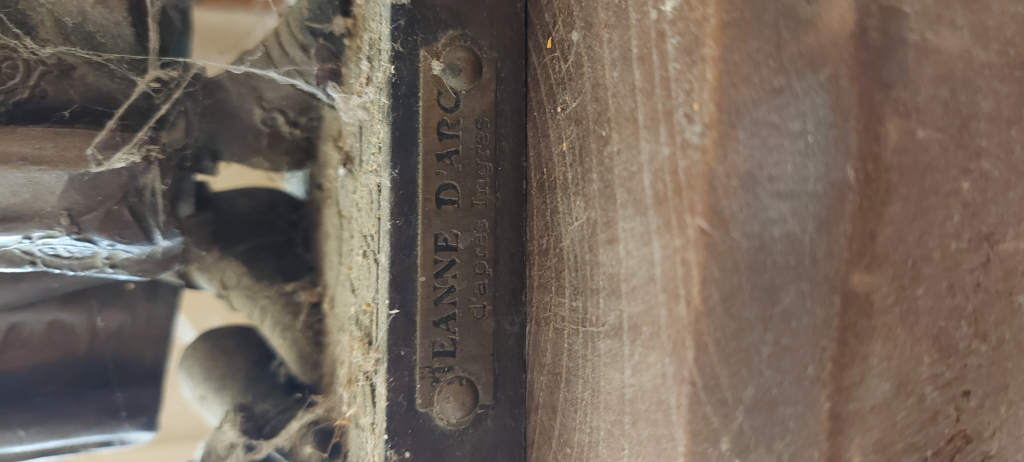 JEANNE D'ARC
d'après Ingres